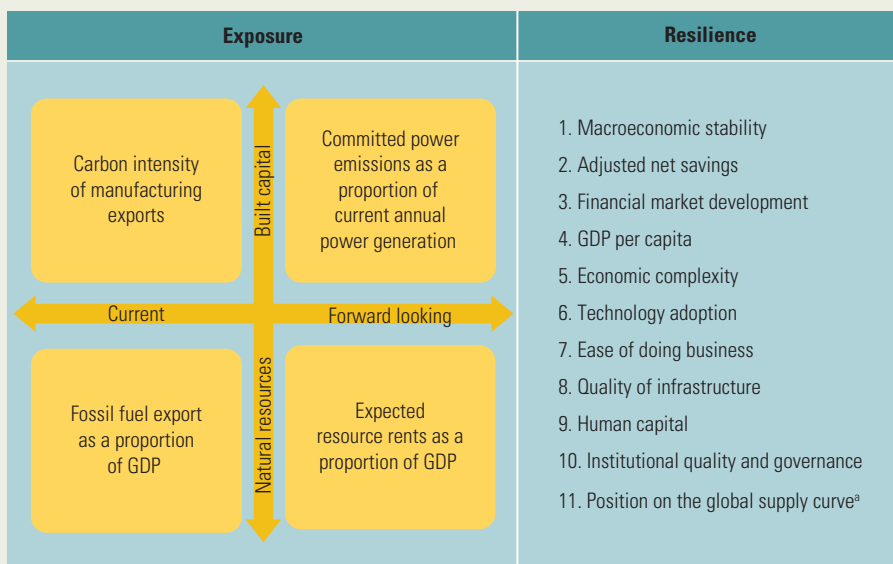 Exposure
Resilience
Carbon intensity
of manufacturing
exports
Built capital
Committed power
emissions as a
proportion of
current annual
power generation
Current
Forward looking
Fossil fuel export
as a proportion
of GDP
Natural resources
Expected
resource rents as a
proportion of GDP
1. Macroeconomic stability
2. Adjusted net savings
3. Financial market development
4. GDP per capita
5. Economic complexity
6. Technology adoption
7. Ease of doing business
8. Quality of infrastructure
9. Human capital
10. Institutional quality and governance
11. Position on the global supply curveᵃ